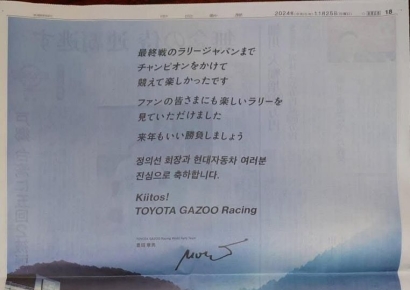 最終戦のラリージャパンまで
チャンピオンをかけて
競えて楽しかったです
ファンの皆さまにも楽しいラリーを
見ていただけました
来年もいい勝負しましょう
정의선 회장과 현대자동차 여러분
진심으로 축하합니다.
Kiitos!
TOYOTA GAZOO Racing